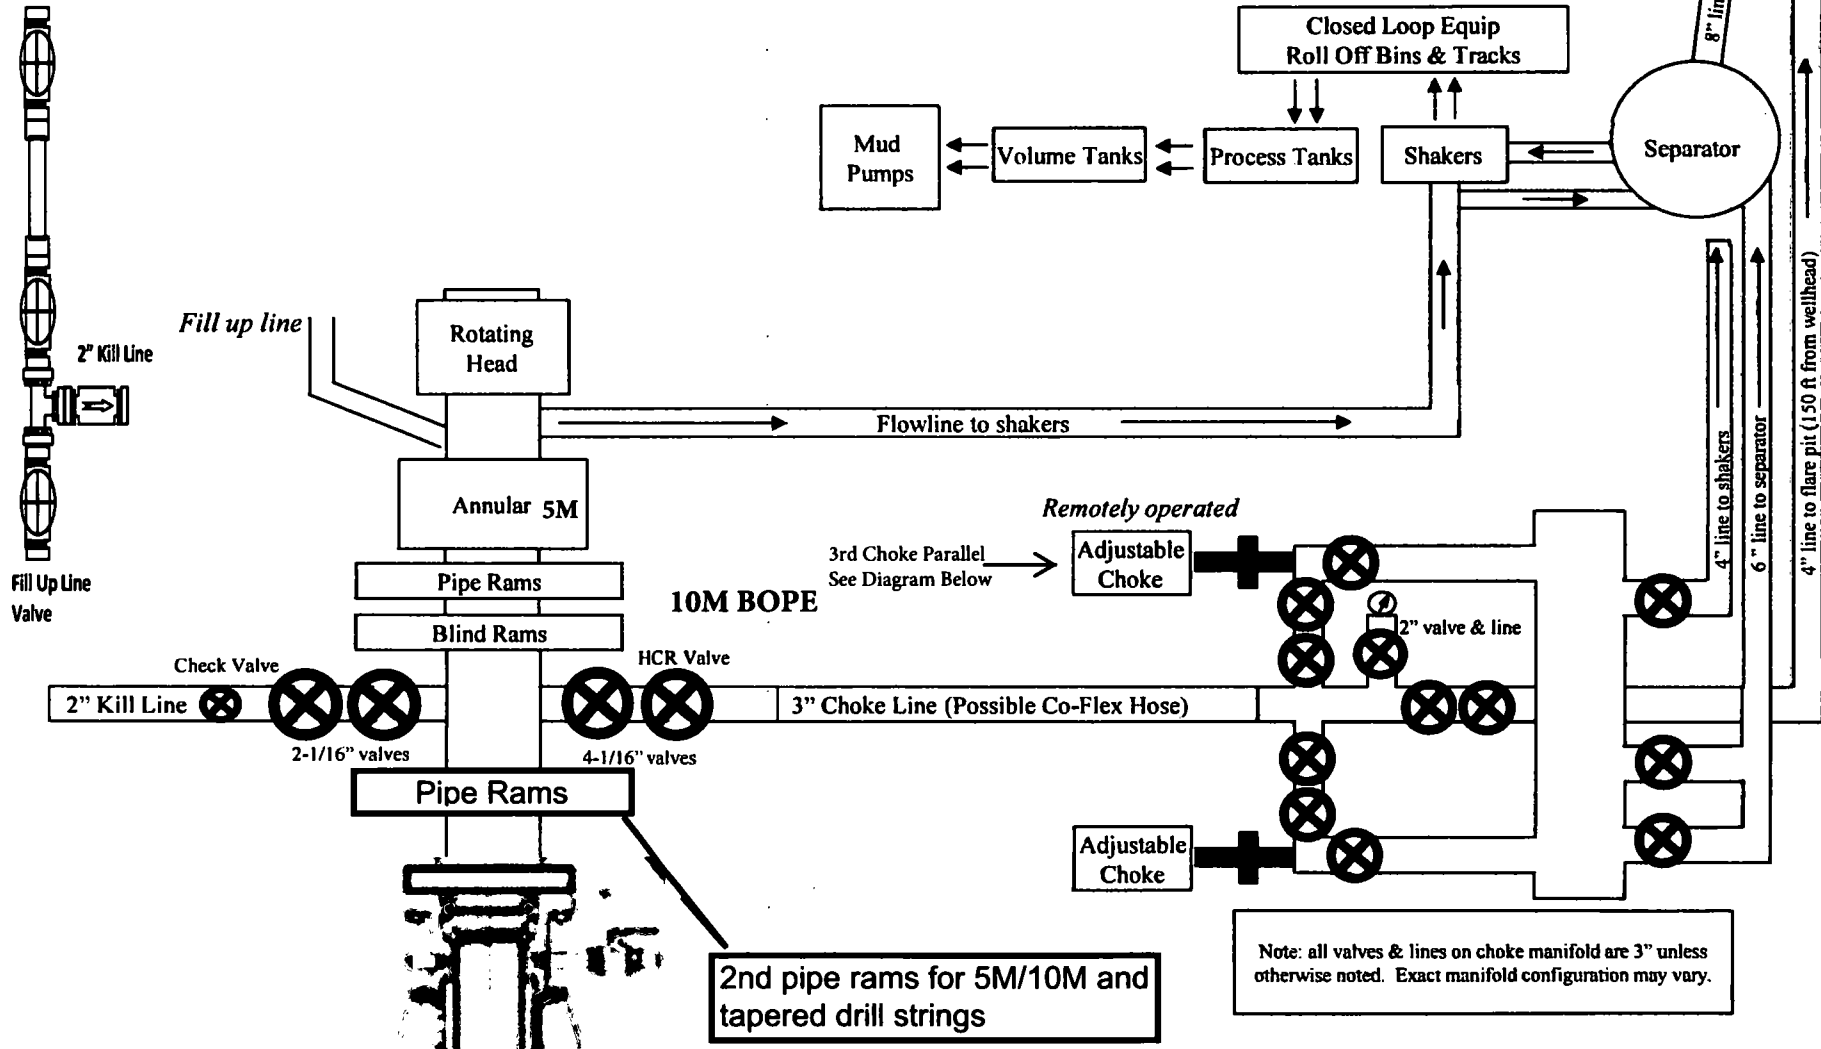 Closed Loop Equip
Roll Off Bins & Tracks
8" lin
Mud
Pumps
Volume Tanks
Process Tanks
Shakers
Separator
Fill up line
Rotating
Head
2" Kill Line
Flowline to shakers
Annular 5M
Fill Up Line
Valve
Pipe Rams
Blind Rams
10M BOPE
Remotely operated
3rd Choke Parallel
See Diagram Below
Adjustable
Choke
2" valve & line
4" line to shakers
6" line to separator
4" line to flare pit (150 ft from wellhead)
Check Valve
HCR Valve
2" Kill Line
3" Choke Line (Possible Co-Flex Hose)
2-1/16" valves
4-1/16" valves
Pipe Rams
Adjustable
Choke
2nd pipe rams for 5M/10M and
tapered drill strings
Note: all valves & lines on choke manifold are 3" unless
otherwise noted. Exact manifold configuration may vary.